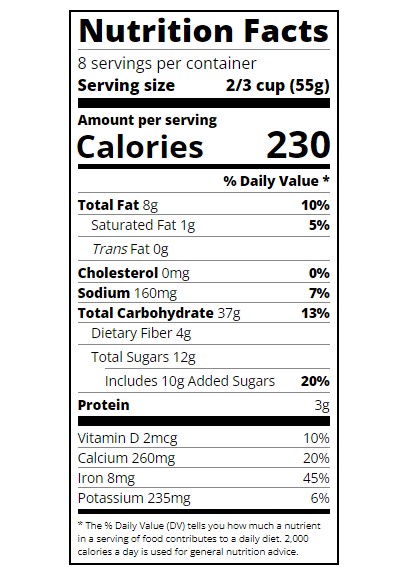 Nutrition Facts
8 servings per container
Serving size 2/3 cup (55g)
Amount per serving
Calories 230
% Daily Value *
Total Fat 8g 10%
Saturated Fat 1g 5%
Trans Fat 0g
Cholesterol 0mg 0%
Sodium 160mg 7%
Total Carbohydrate 37g 13%
Dietary Fiber 4g
Total Sugars 12g
Includes 10g Added Sugars 20%
Protein 3g
Vitamin D 2mcg 10%
Calcium 260mg 20%
Iron 8mg 45%
Potassium 235mg 6%
* The % Daily Value (DV) tells you how much a nutrient
in a serving of food contributes to a daily diet. 2,000
calories a day is used for general nutrition advice.